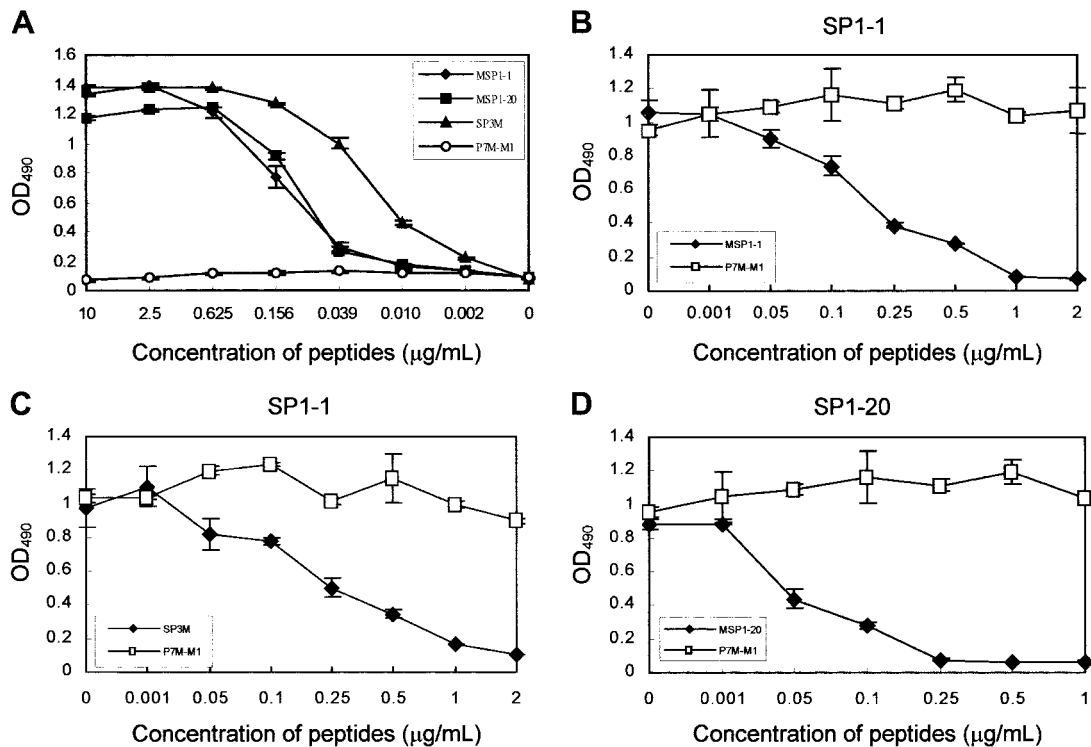 A
1.6
1.4
1.2
1
0.8
0.6
0.4
0.2
0
OD490
MSP1-1
MSP1-20
SP3M
P7M-M1
10 2.5 0.625 0.156 0.039 0.010 0.002 0
Concentration of peptides (μg/mL)
B
SP1-1
1.4
1.2
1
0.8
0.6
0.4
0.2
0
OD490
MSP1-1
P7M-M1
0 0.001 0.05 0.1 0.25 0.5 1 2
Concentration of peptides (μg/mL)
C
SP1-1
1.4
1.2
1
0.8
0.6
0.4
0.2
0
OD490
SP3M
P7M-M1
0 0.001 0.05 0.1 0.25 0.5 1 2
Concentration of peptides (μg/mL)
D
SP1-20
1.4
1.2
1
0.8
0.6
0.4
0.2
0
OD490
MSP1-20
P7M-M1
0 0.001 0.05 0.1 0.25 0.5 1
Concentration of peptides (μg/mL)